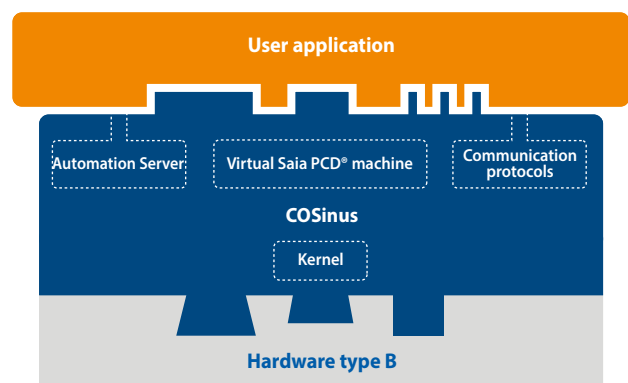 User application
Automation Server
Virtual Saia PCD® machine
Communication
protocols
COSinus
Kernel
Hardware type B